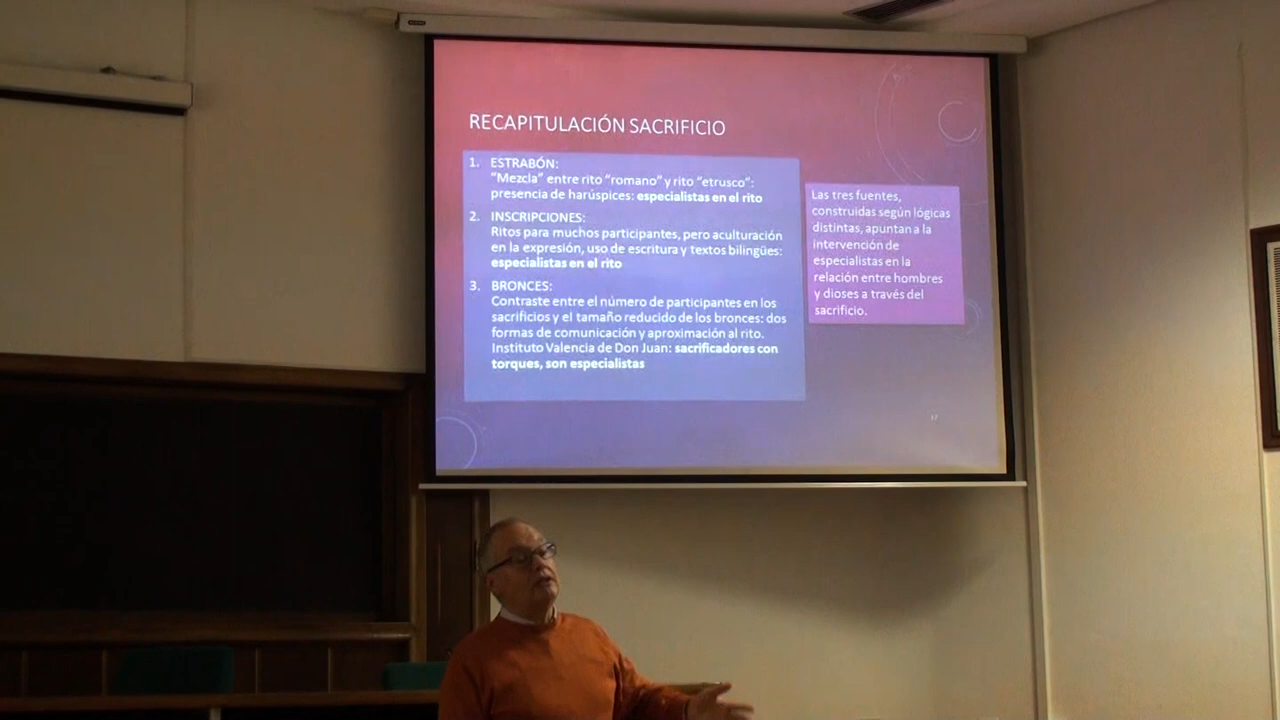 RECAPITULACIÓN SACRIFICIO
1. ESTRABÓN:
"Mezcla" entre rito "romano" y rito "etrusco":
presencia de harúspices: especialistas en el rito
2. INSCRIPCIONES:
Ritos para muchos participantes, pero aculturación
en la expresión, uso de escritura y textos bilingües:
especialistas en el rito
3. BRONCES:
Contraste entre el número de participantes en los
sacrificios y el tamaño reducido de los bronces: dos
formas de comunicación y aproximación al rito.
Instituto Valencia de Don Juan: sacrificadores con
torques, son especialistas
Las tres fuentes,
construidas según lógicas
distintas, apuntan a la
intervención de
especialistas en la
relación entre hombres
y dioses a través del
sacrificio.
37